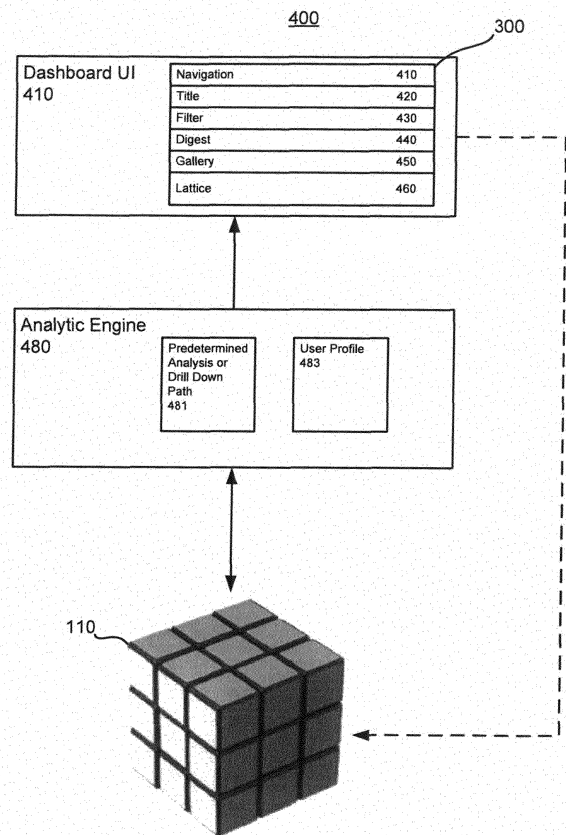 400
300
Dashboard UI
410
Navigation 410
Title 420
Filter 430
Digest 440
Gallery 450
Lattice 460
Analytic Engine
480
Predetermined
Analysis or
Drill Down
Path
481
User Profile
483
110